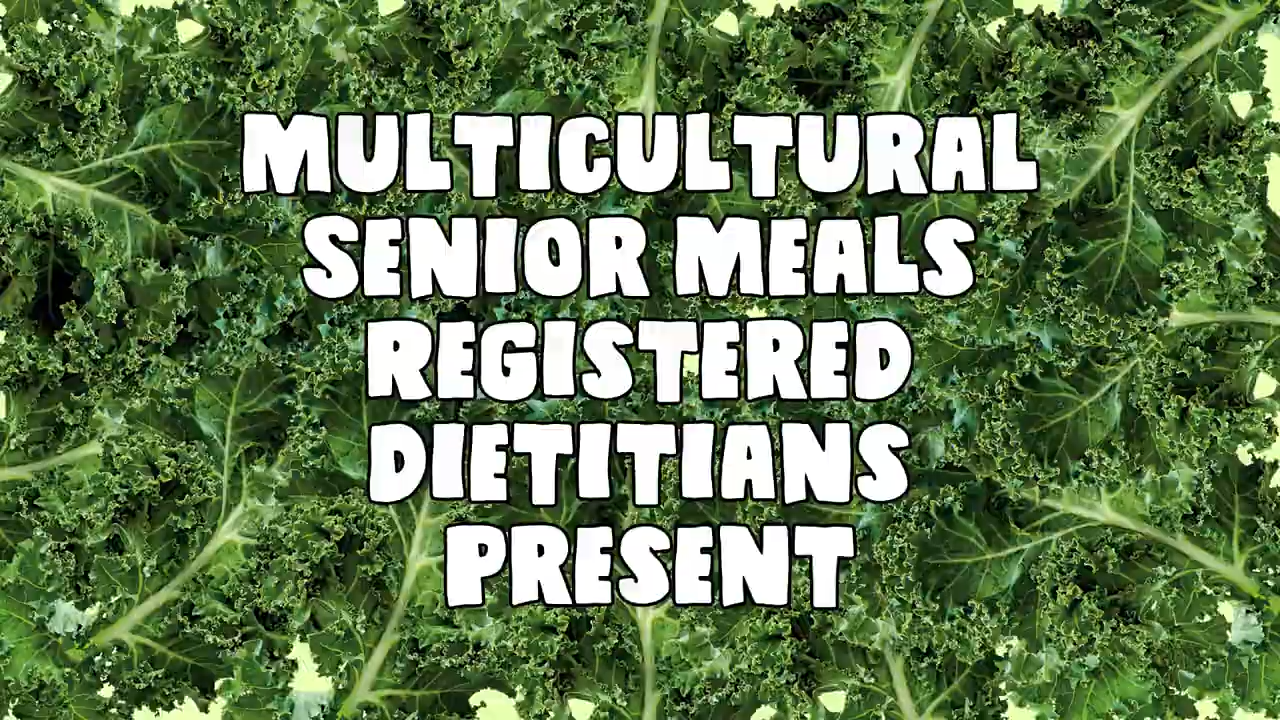 MULTICULTURAL
SENIOR MEALS
REGISTERED
DIETITIANS
PRESENT